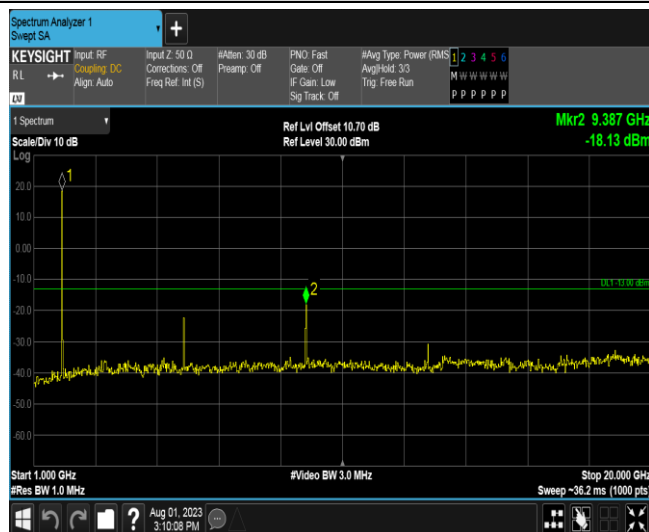 Spectrum Analyzer 1
Swept SA
+
KEYSIGHT Input: RF Input Z: 50 Ω #Atten: 30 dB PNO: Fast #Avg Type: Power (RMS 1 2 3 4 5 6
RL Coupling: DC Corrections: Off Preamp: Off Gate: Off Avg|Hold: 3/3 M W W W W W
Align: Auto Freq Ref: Int (S) IF Gain: Low Trig: Free Run
Sig Track: Off P P P P P P
LXI
1 Spectrum Ref Lvl Offset 10.70 dB Mkr2 9.387 GHz
Scale/Div 10 dB Ref Level 30.00 dBm -18.13 dBm
Log
1
20.0
10.0
0.00
-10.0
DL1 -13.00 dBm
2
-20.0
-30.0
-40.0
-50.0
-60.0
Start 1.000 GHz #Video BW 3.0 MHz Stop 20.000 GHz
#Res BW 1.0 MHz Sweep ~36.2 ms (1000 pts)
? Aug 01, 2023
3:10:08 PM